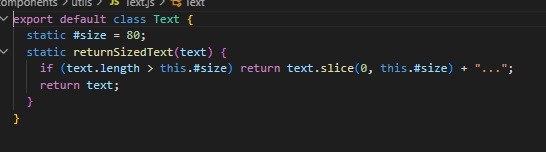 components > utils > JS Text.js > Text
export default class Text {
  static #size = 80;
  static returnSizedText(text) {
    if (text.length > this.#size) return text.slice(0, this.#size) + "...";
    return text;
  }
}